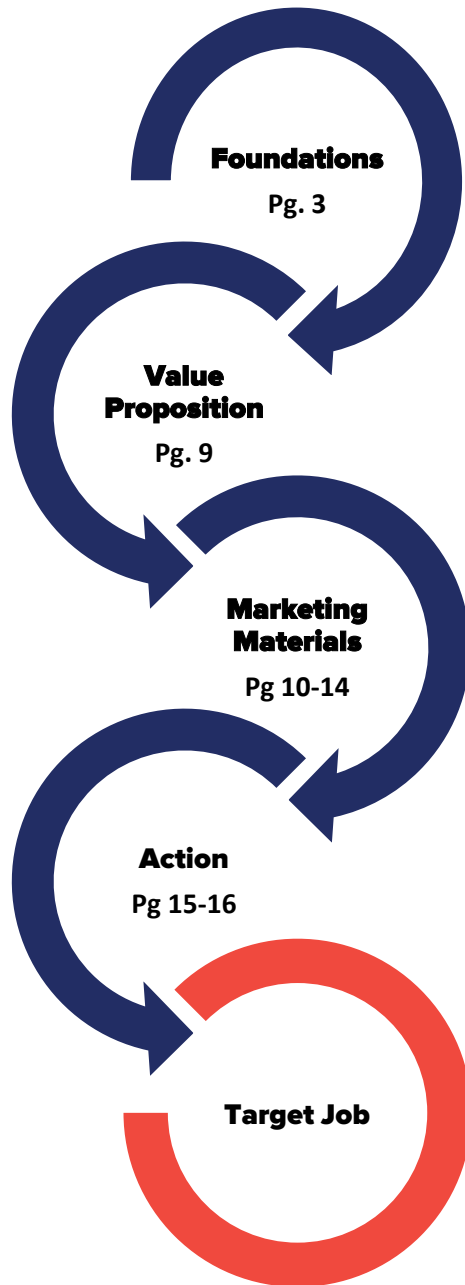 Foundations
Pg. 3
Value
Proposition
Pg. 9
Marketing
Materials
Pg 10-14
Action
Pg 15-16
Target Job